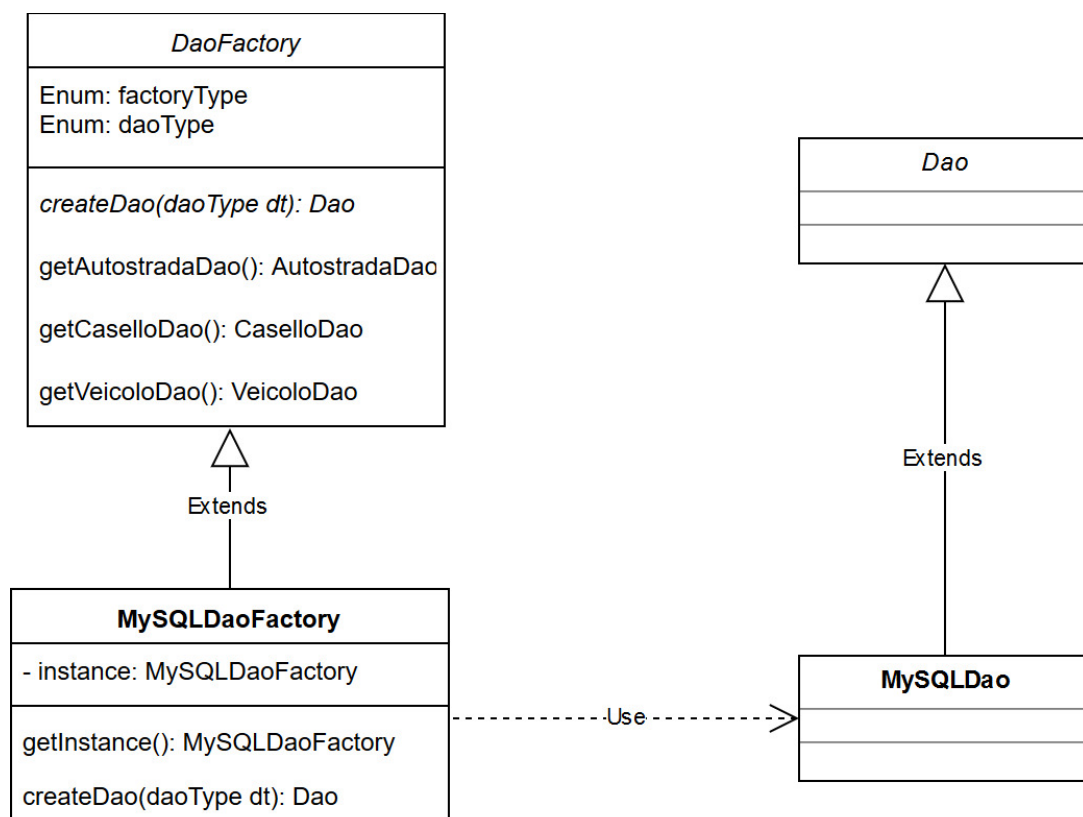 DaoFactory
Enum: factoryType
Enum: daoType
createDao(daoType dt): Dao
getAutostradaDao(): AutostradaDao
getCaselloDao(): CaselloDao
getVeicoloDao(): VeicoloDao
Extends
MySQLDaoFactory
- instance: MySQLDaoFactory
getInstance(): MySQLDaoFactory
createDao(daoType dt): Dao
Use
Dao
Extends
MySQLDao